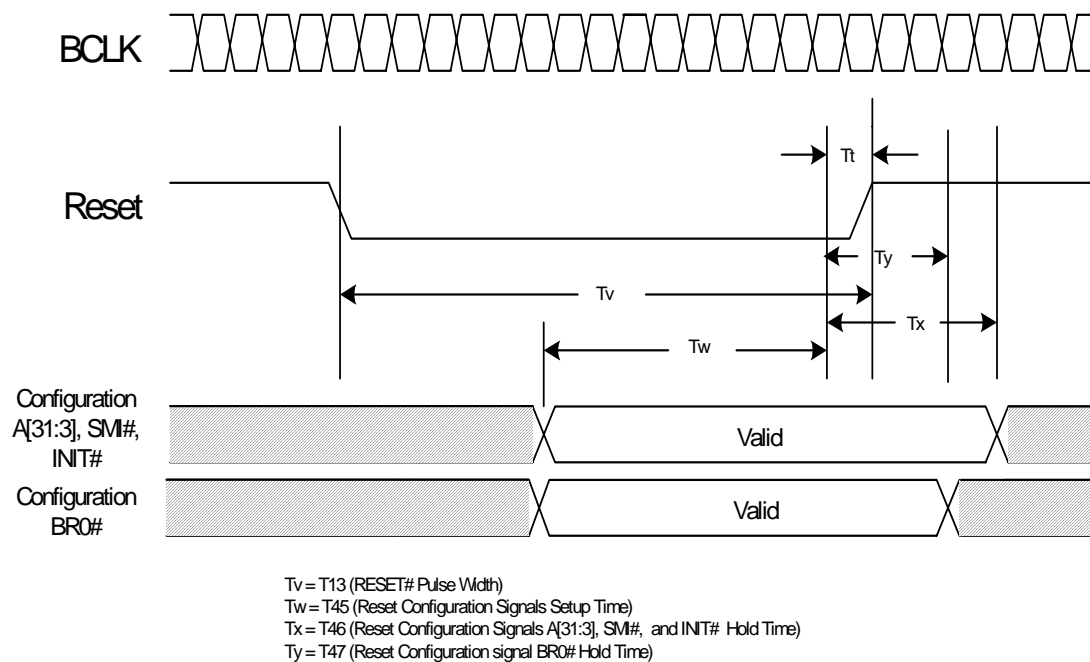 BCLK
Tt
Reset
Ty
Tv
Tx
Tw
Configuration
A[31:3], SMI#,
INIT#
Valid
Configuration
BR0#
Valid
Tv = T13 (RESET# Pulse Width)
Tw = T45 (Reset Configuration Signals Setup Time)
Tx = T46 (Reset Configuration Signals A[31:3], SMI#, and INIT# Hold Time)
Ty = T47 (Reset Configuration signal BR0# Hold Time)